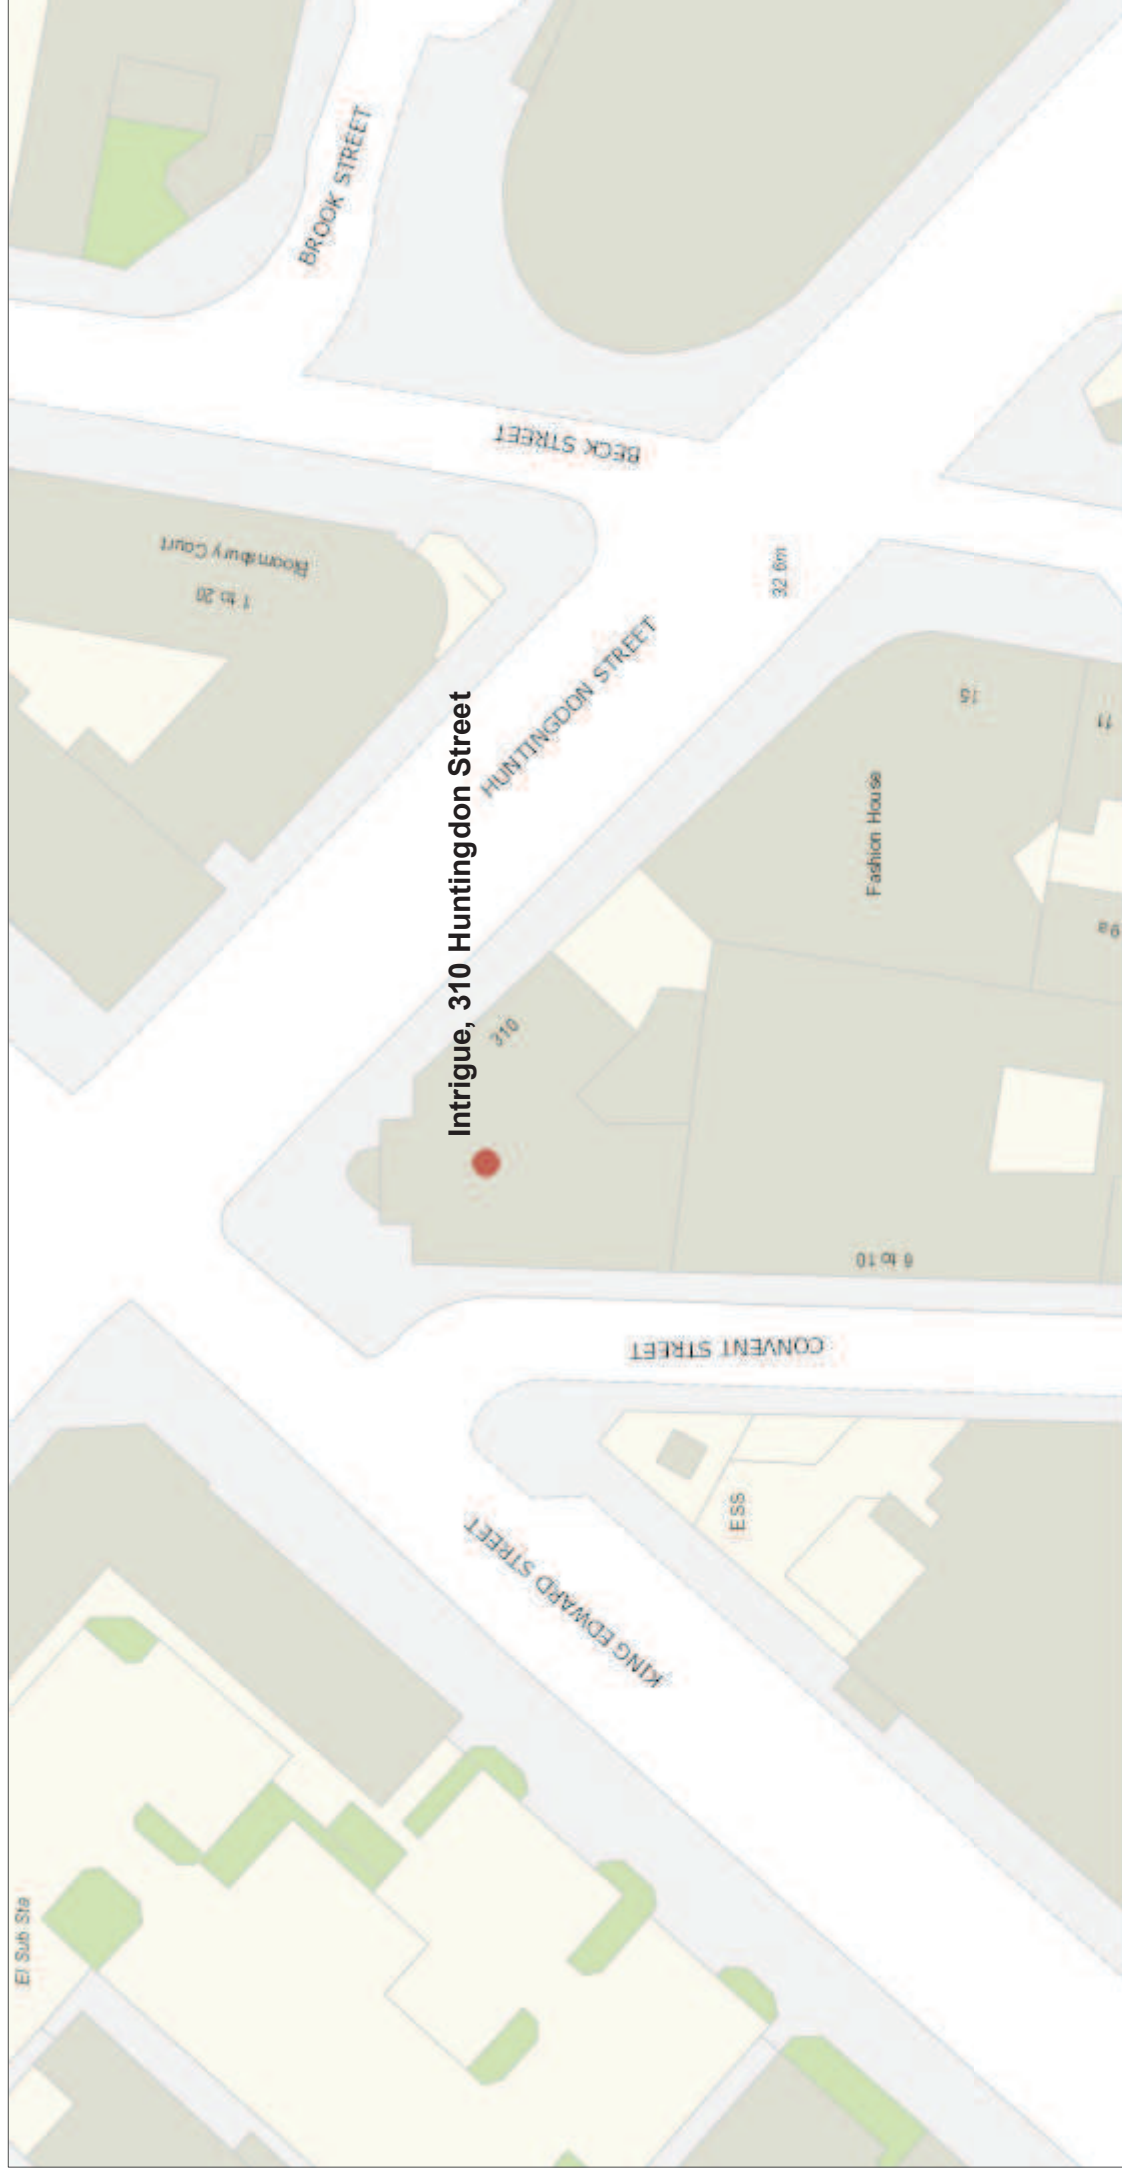 BROOK STREET
BECK STREET
Bloomsbury Court
1 to 20
32.6m
HUNTINGDON STREET
Intrigue, 310 Huntingdon Street
15
11
Fashion House
9a
310
6 to 10
CONVENT STREET
ESS
KING EDWARD STREET
El Sub Sta